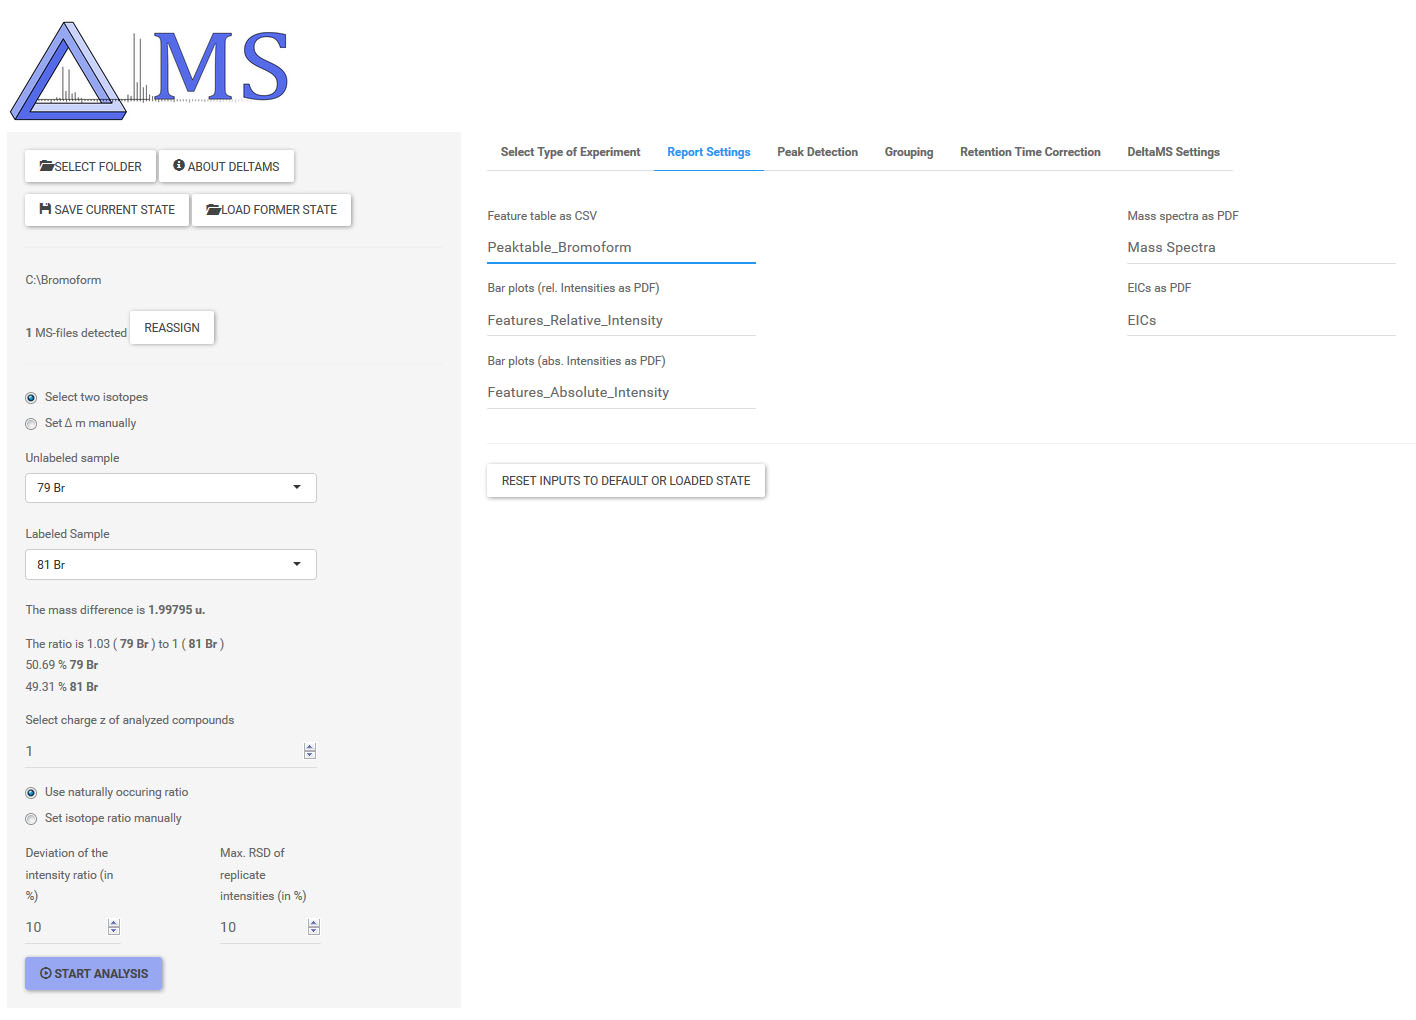 MS
SELECT FOLDER
ABOUT DELTAMS
SAVE CURRENT STATE
LOAD FORMER STATE
C:\Bromoform
1 MS-files detected
REASSIGN
Select two isotopes
Set Δ m manually
Unlabeled sample
79 Br
Labeled Sample
81 Br
The mass difference is 1.99795 u.
The ratio is 1.03 ( 79 Br ) to 1 ( 81 Br )
50.69 % 79 Br
49.31 % 81 Br
Select charge z of analyzed compounds
1
Use naturally occuring ratio
Set isotope ratio manually
Deviation of the
intensity ratio (in
%)
10
Max. RSD of
replicate
intensities (in %)
10
START ANALYSIS
Select Type of Experiment
Report Settings
Peak Detection
Grouping
Retention Time Correction
DeltaMS Settings
Feature table as CSV
Peaktable_Bromoform
Bar plots (rel. Intensities as PDF)
Features_Relative_Intensity
Bar plots (abs. Intensities as PDF)
Features_Absolute_Intensity
Mass spectra as PDF
Mass Spectra
EICs as PDF
EICs
RESET INPUTS TO DEFAULT OR LOADED STATE